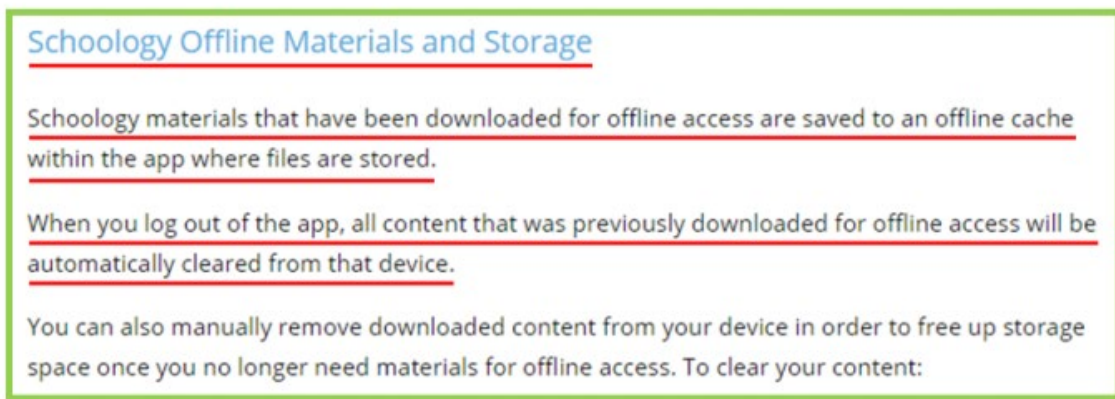 Schoology Offline Materials and Storage
Schoology materials that have been downloaded for offline access are saved to an offline cache
within the app where files are stored.
When you log out of the app, all content that was previously downloaded for offline access will be
automatically cleared from that device.
You can also manually remove downloaded content from your device in order to free up storage
space once you no longer need materials for offline access. To clear your content: